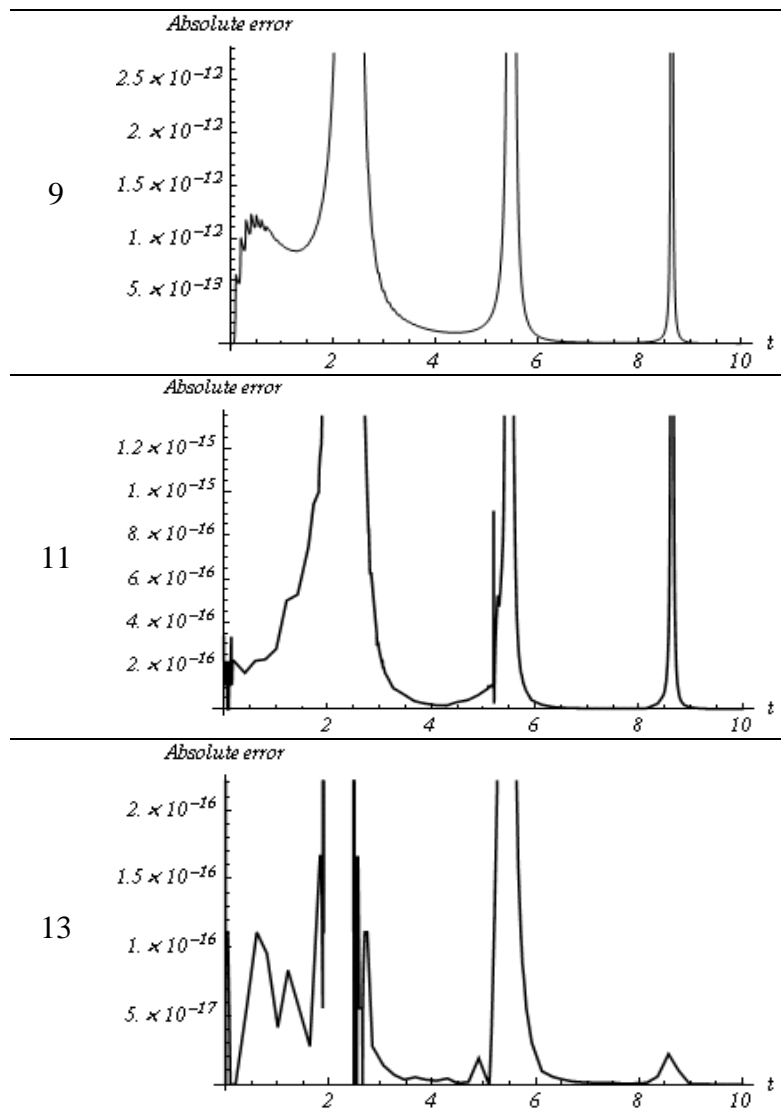 Absolute error
2.5 × 10⁻¹²
2. × 10⁻¹²
1.5 × 10⁻¹²
1. × 10⁻¹²
5. × 10⁻¹³
9
2 4 6 8 10 t
Absolute error
1.2 × 10⁻¹⁵
1. × 10⁻¹⁵
8. × 10⁻¹⁶
6. × 10⁻¹⁶
4. × 10⁻¹⁶
2. × 10⁻¹⁶
11
2 4 6 8 10 t
Absolute error
2. × 10⁻¹⁶
1.5 × 10⁻¹⁶
1. × 10⁻¹⁶
5. × 10⁻¹⁷
13
2 4 6 8 10 t